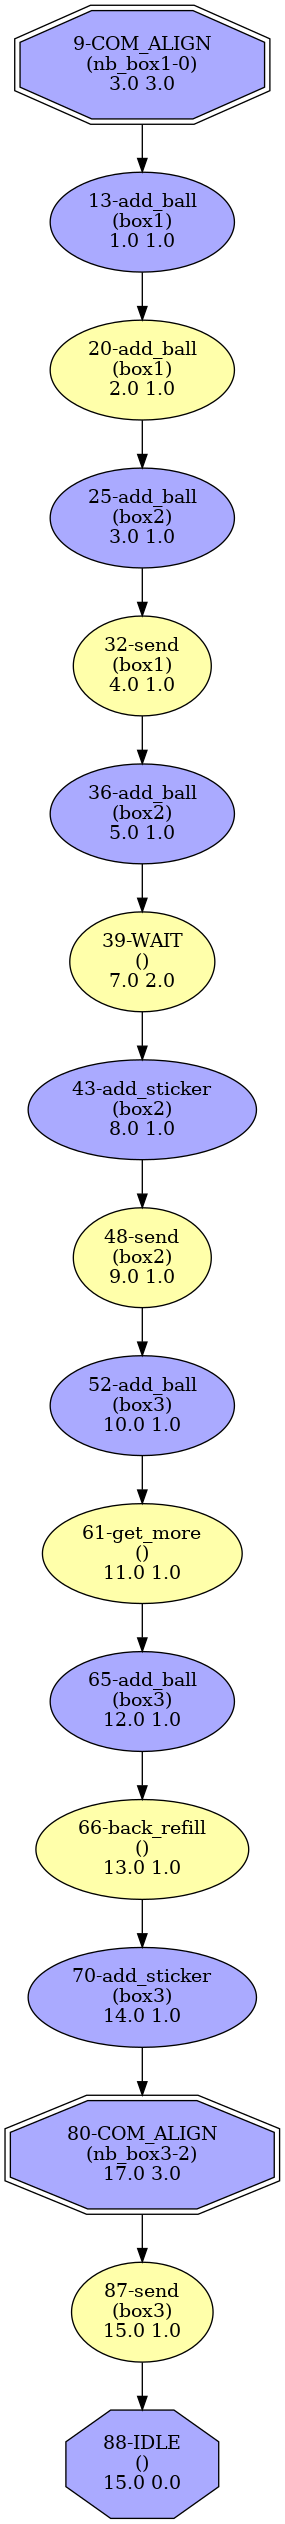 9-COM_ALIGN
(nb_box1-0)
3.0 3.0
13-add_ball
(box1)
1.0 1.0
20-add_ball
(box1)
2.0 1.0
25-add_ball
(box2)
3.0 1.0
32-send
(box1)
4.0 1.0
36-add_ball
(box2)
5.0 1.0
39-WAIT
()
7.0 2.0
43-add_sticker
(box2)
8.0 1.0
48-send
(box2)
9.0 1.0
52-add_ball
(box3)
10.0 1.0
61-get_more
()
11.0 1.0
65-add_ball
(box3)
12.0 1.0
66-back_refill
()
13.0 1.0
70-add_sticker
(box3)
14.0 1.0
80-COM_ALIGN
(nb_box3-2)
17.0 3.0
87-send
(box3)
15.0 1.0
88-IDLE
()
15.0 0.0